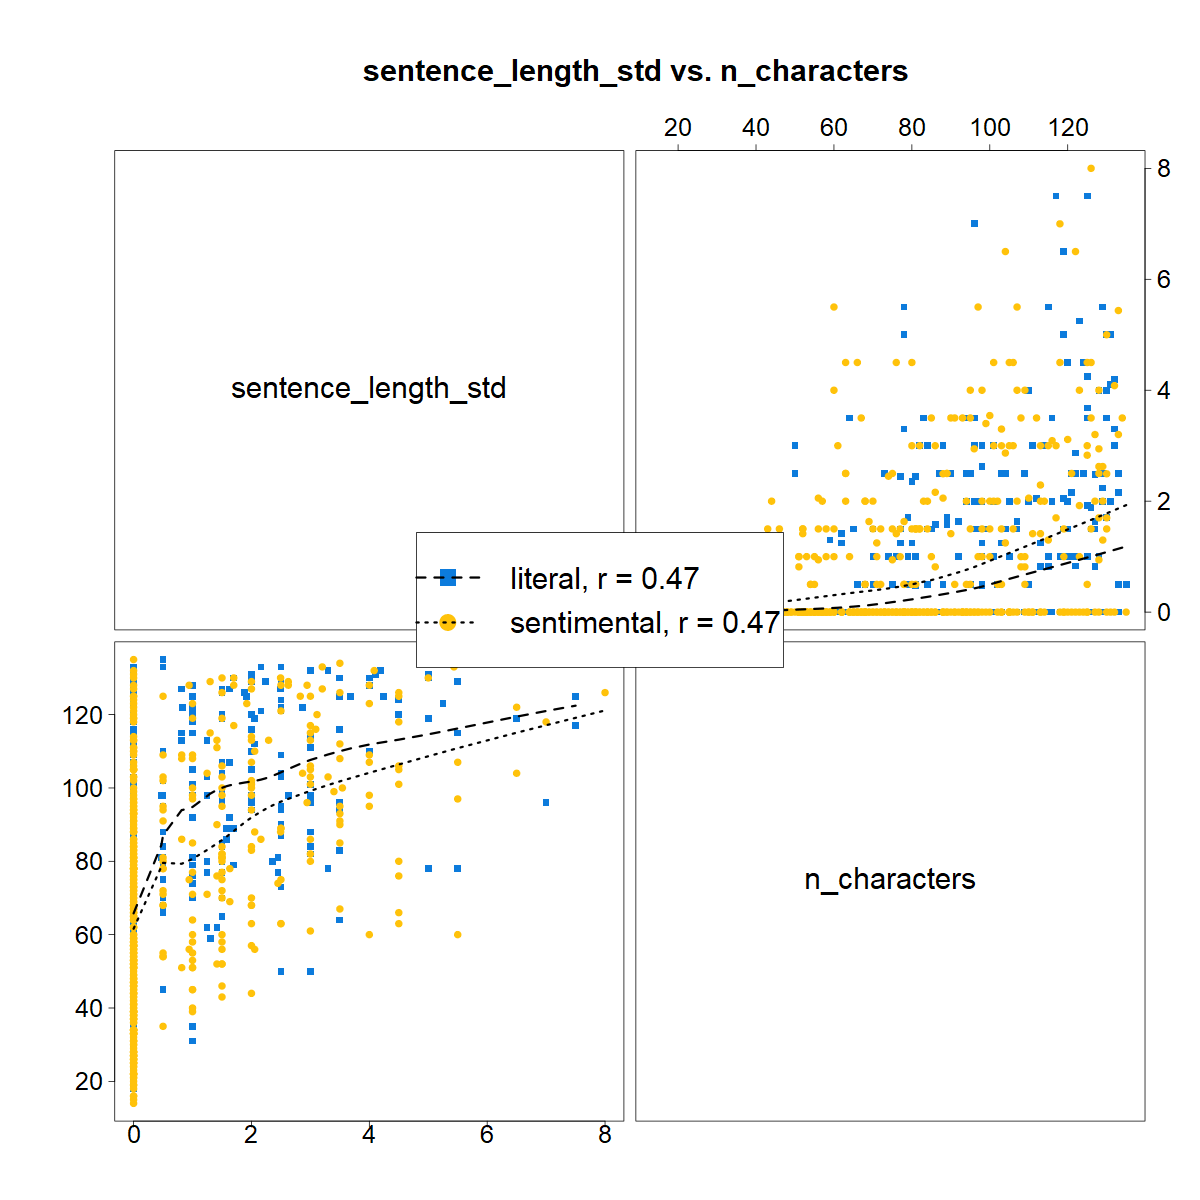 sentence_length_std vs. n_characters
20 40 60 80 100 120
8
6
sentence_length_std
4
2
literal, r = 0.47
sentimental, r = 0.47
0
120
100
80
n_characters
60
40
20
0 2 4 6 8